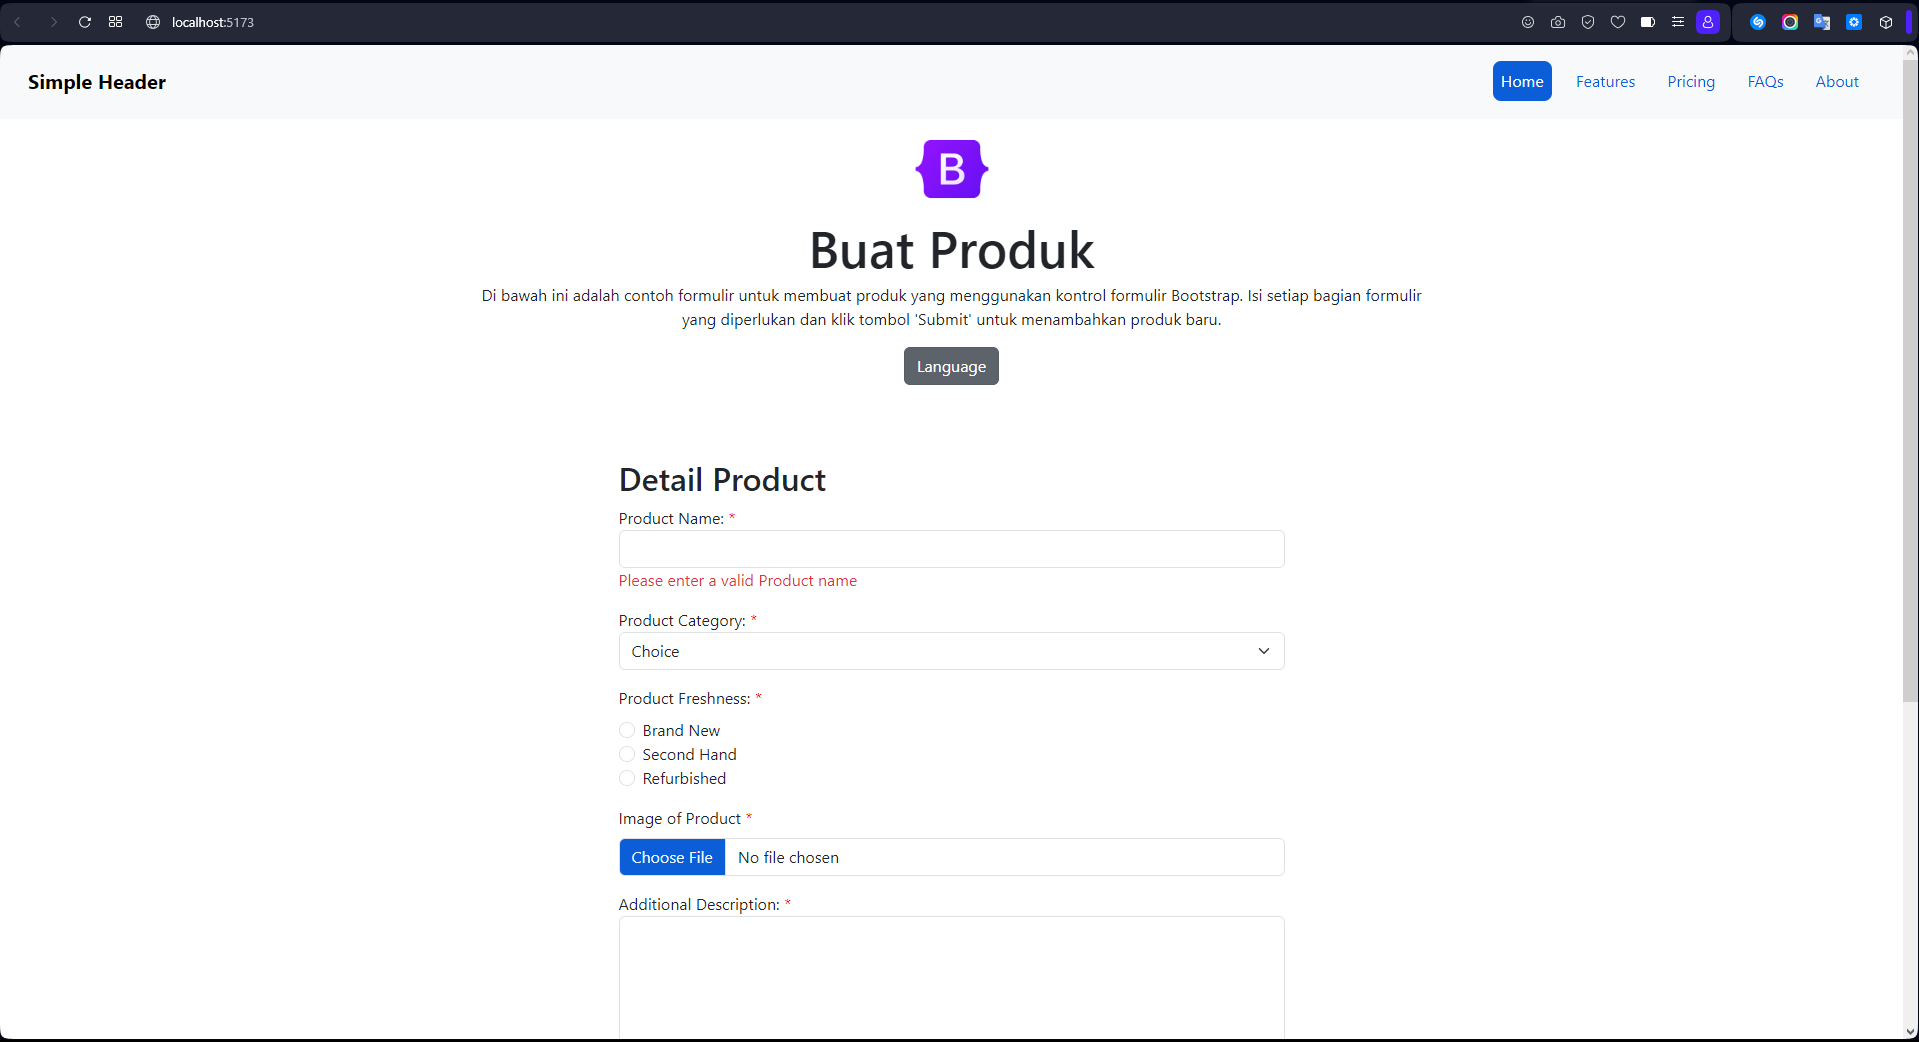 localhost:5173
Simple Header
Home
Features
Pricing
FAQs
About
B
Buat Produk
Di bawah ini adalah contoh formulir untuk membuat produk yang menggunakan kontrol formulir Bootstrap. Isi setiap bagian formulir
yang diperlukan dan klik tombol 'Submit' untuk menambahkan produk baru.
Language
Detail Product
Product Name: *
Please enter a valid Product name
Product Category: *
Choice
Product Freshness: *
Brand New
Second Hand
Refurbished
Image of Product *
Choose File No file chosen
Additional Description: *